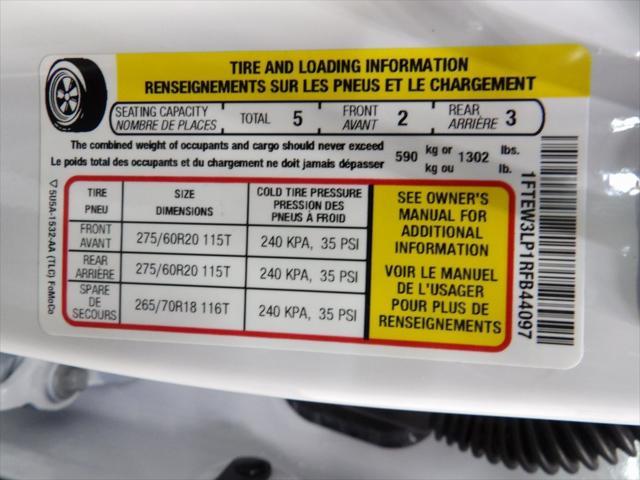 TIRE AND LOADING INFORMATION
RENSEIGNEMENTS SUR LES PNEUS ET LE CHARGEMENT
SEATING CAPACITY
NOMBRE DE PLACES
TOTAL 5
FRONT
AVANT 2
REAR
ARRIÈRE 3
The combined weight of occupants and cargo should never exceed
Le poids total des occupants et du chargement ne doit jamais dépasser
590 kg or 1302 lbs.
kg ou lb.
TIRE
PNEU
SIZE
DIMENSIONS
COLD TIRE PRESSURE
PRESSION DES
PNEUS À FROID
FRONT
AVANT
275/60R20 115T
240 KPA, 35 PSI
REAR
ARRIÈRE
275/60R20 115T
240 KPA, 35 PSI
SPARE
DE
SECOURS
265/70R18 116T
240 KPA, 35 PSI
SEE OWNER'S
MANUAL FOR
ADDITIONAL
INFORMATION
VOIR LE MANUEL
DE L'USAGER
POUR PLUS DE
RENSEIGNEMENTS
1FTEW3LP1RFB44097
▽ 5U5A-1532-AA (TLC) FoMoCo